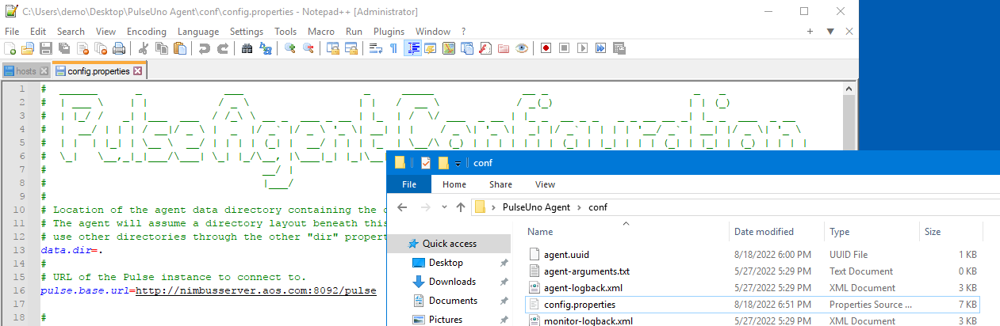 C:\Users\demo\Desktop\PulseUno Agent\conf\config.properties - Notepad++ [Administrator]
File Edit Search View Encoding Language Settings Tools Macro Run Plugins Window ?
hosts config.properties
Pulse Agent Configuration
1 #
2 #
3 #
4 #
5 #
6 #
7 #
8 #
9 #
10 # Location of the agent data directory containing the
11 # The agent will assume a directory layout beneath this
12 # use other directories through the other "dir" propert
13 data.dir=.
14 #
15 # URL of the Pulse instance to connect to.
16 pulse.base.url=http://nimbusserver.aos.com:8092/pulse
17
18 #
conf
File Home Share View
PulseUno Agent > conf
Quick access
Desktop
Downloads
Documents
Pictures
Name Date modified Type Size
agent.uuid 8/18/2022 6:00 PM UUID File 1 KB
agent-arguments.txt 5/27/2022 5:29 PM Text Document 0 KB
agent-logback.xml 5/27/2022 5:29 PM XML Document 3 KB
config.properties 8/18/2022 6:51 PM Properties Source ... 7 KB
monitor-logback.xml 5/27/2022 5:29 PM XML Document 3 KB